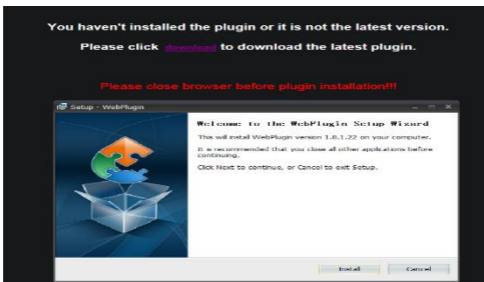 You haven't installed the plugin or it is not the latest version.
Please click download to download the latest plugin.
Please close browser before plugin installation!!!
Setup - WebPlugin
Welcome to the WebPlugin Setup Wizard
This will install WebPlugin version 1.0.1.22 on your computer.
It is recommended that you close all other applications before
continuing.
Click Next to continue, or Cancel to exit Setup.
Install Cancel